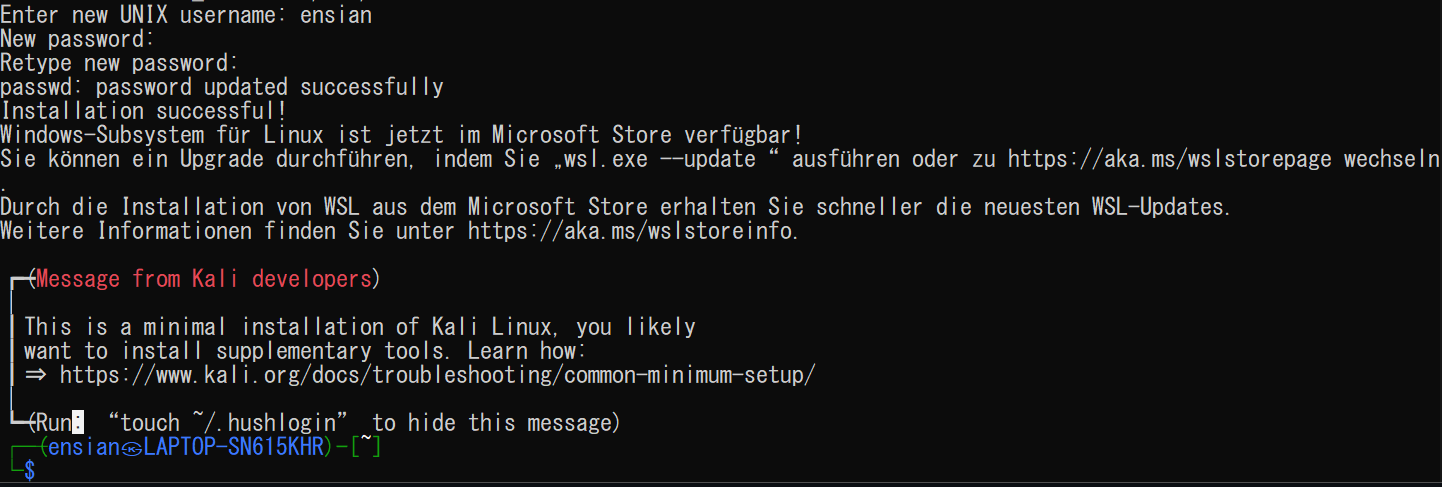 Enter new UNIX username: ensian
New password:
Retype new password:
passwd: password updated successfully
Installation successful!
Windows-Subsystem für Linux ist jetzt im Microsoft Store verfügbar!
Sie können ein Upgrade durchführen, indem Sie „wsl.exe --update “ ausführen oder zu https://aka.ms/wslstorepage wechseln
.
Durch die Installation von WSL aus dem Microsoft Store erhalten Sie schneller die neuesten WSL-Updates.
Weitere Informationen finden Sie unter https://aka.ms/wslstoreinfo.
┏━(Message from Kali developers)
┃
┃ This is a minimal installation of Kali Linux, you likely
┃ want to install supplementary tools. Learn how:
┃ ⇒ https://www.kali.org/docs/troubleshooting/common-minimum-setup/
┃
┗━(Run: “touch ~/.hushlogin” to hide this message)
┌──(ensian㉿LAPTOP-SN615KHR)-[~]
└─$